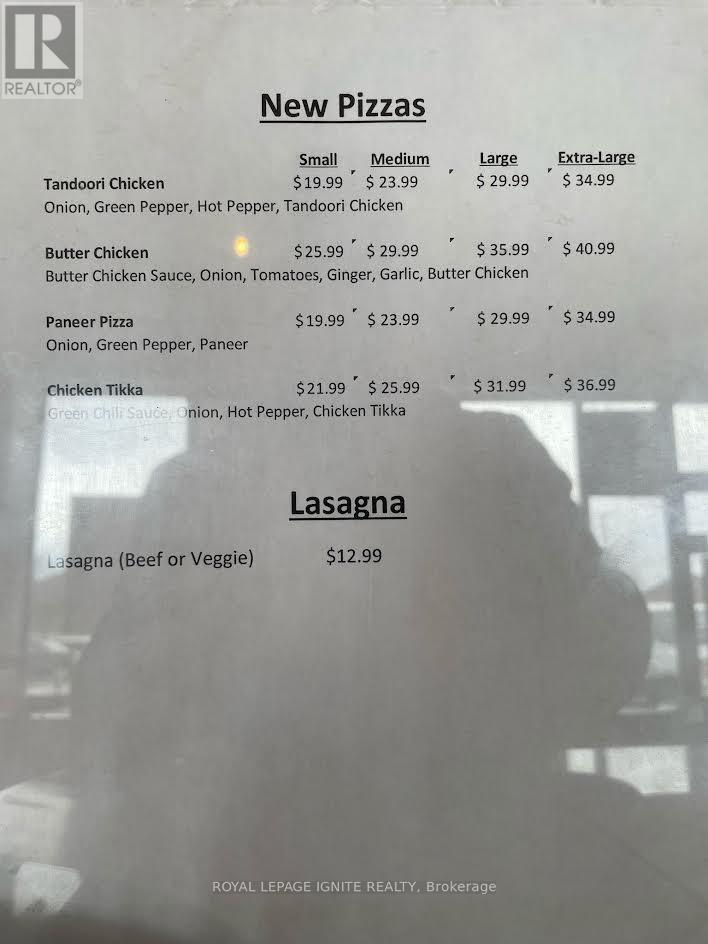 R
REALTOR®
New Pizzas
Small Medium Large Extra-Large
Tandoori Chicken $19.99 $ 23.99 $ 29.99 $ 34.99
Onion, Green Pepper, Hot Pepper, Tandoori Chicken
Butter Chicken $25.99 $ 29.99 $ 35.99 $ 40.99
Butter Chicken Sauce, Onion, Tomatoes, Ginger, Garlic, Butter Chicken
Paneer Pizza $19.99 $ 23.99 $ 29.99 $ 34.99
Onion, Green Pepper, Paneer
Chicken Tikka $21.99 $ 25.99 $ 31.99 $ 36.99
Green Chili Sauce, Onion, Hot Pepper, Chicken Tikka
Lasagna
Lasagna (Beef or Veggie) $12.99
ROYAL LEPAGE IGNITE REALTY, Brokerage